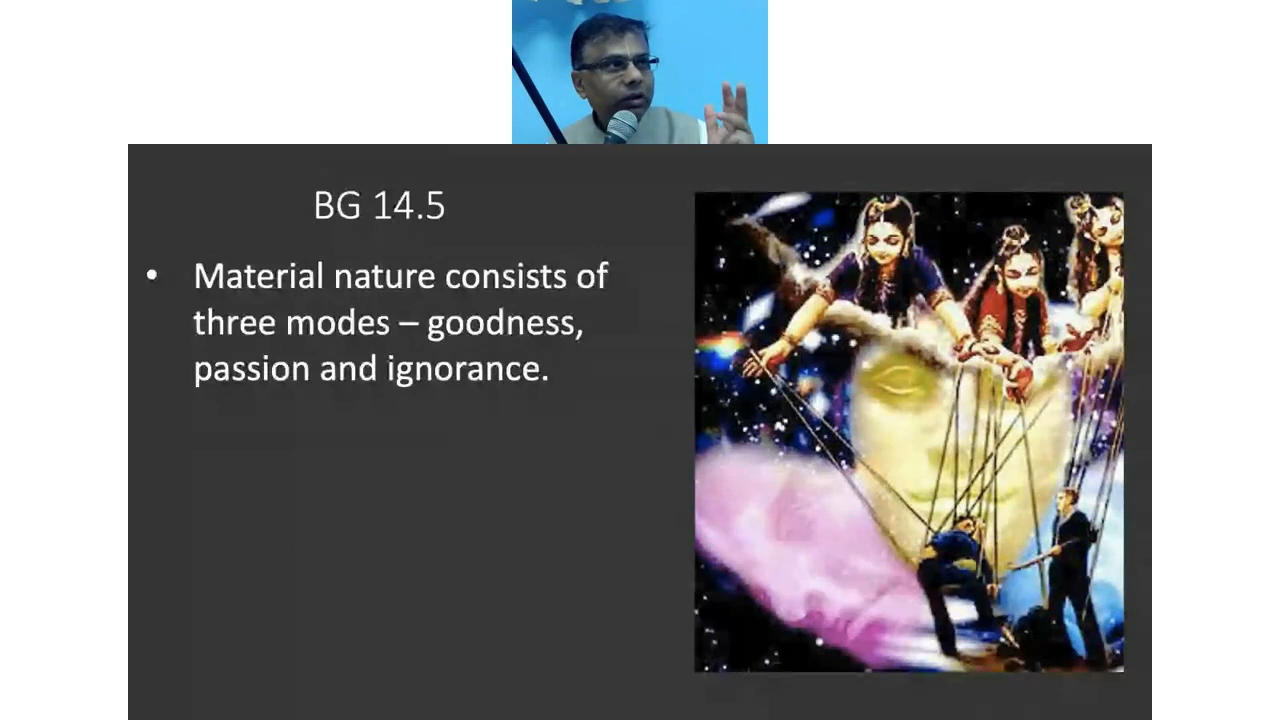 BG 14.5
• Material nature consists of
three modes – goodness,
passion and ignorance.